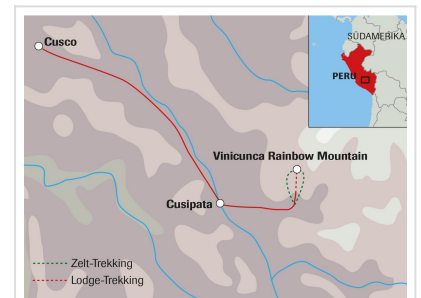 Cusco
SÜDAMERIKA
PERU
Vinicunca Rainbow Mountain
Cusipata
Zelt-Trekking
Lodge-Trekking